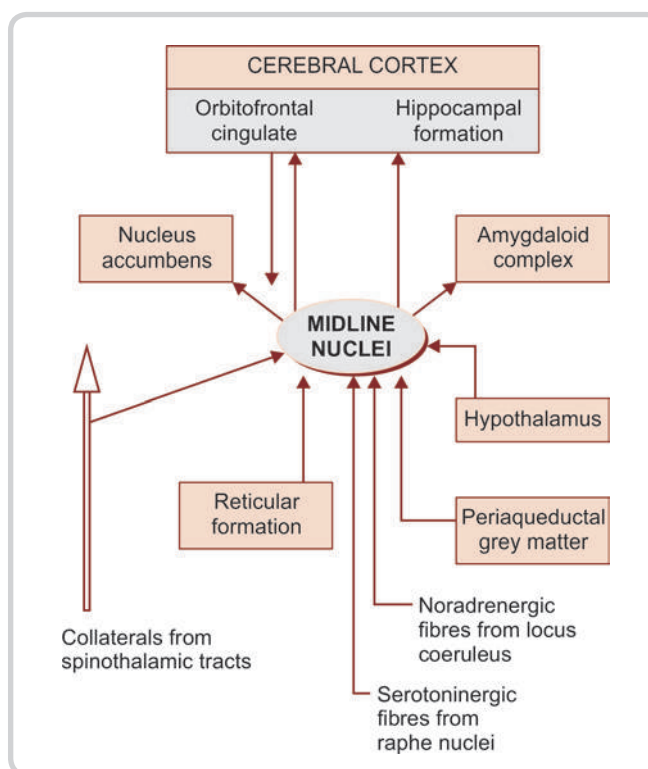 CEREBRAL CORTEX
Orbitofrontal
cingulate
Hippocampal
formation
Nucleus
accumbens
Amygdaloid
complex
MIDLINE
NUCLEI
Hypothalamus
Reticular
formation
Periaqueductal
grey matter
Collaterals from
spinothalamic tracts
Noradrenergic
fibres from locus
coeruleus
Serotoninergic
fibres from
raphe nuclei